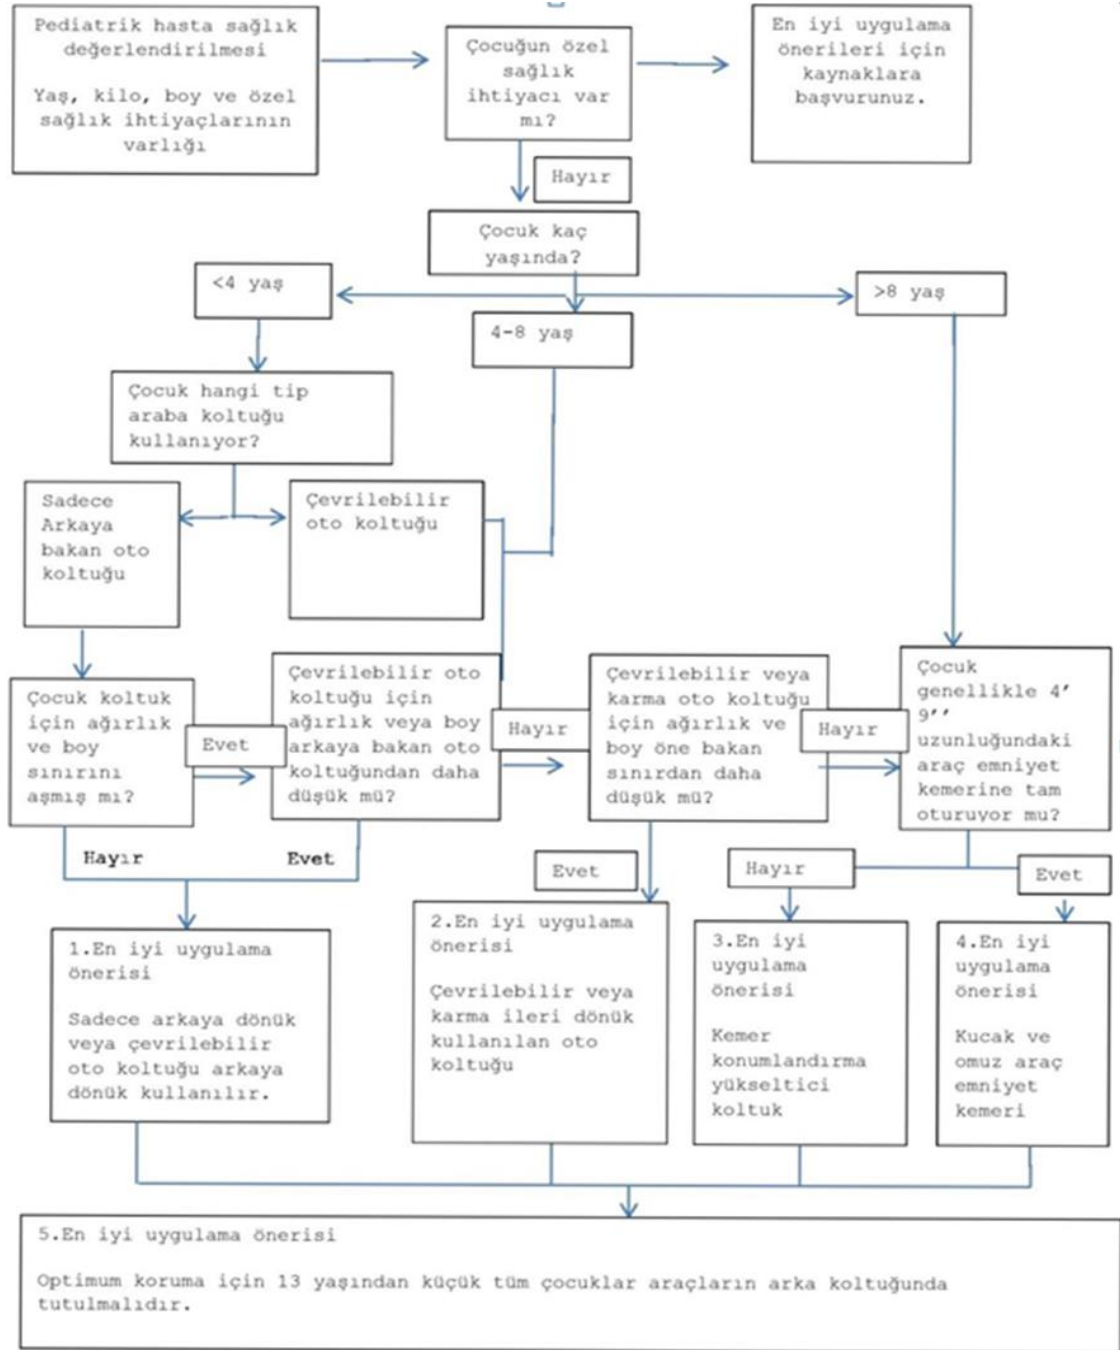 Pediatrik hasta sağlık
değerlendirilmesi
Yaş, kilo, boy ve özel
sağlık ihtiyaçlarının
varlığı
Çocuğun özel
sağlık
ihtiyacı var
mı?
En iyi uygulama
önerileri için
kaynaklara
başvurunuz.
Hayır
Çocuk kaç
yaşında?
<4 yaş
4-8 yaş
>8 yaş
Çocuk hangi tip
araba koltuğu
kullanıyor?
Sadece
Arkaya
bakan oto
koltuğu
Çevrilebilir
oto koltuğu
Çocuk koltuk
için ağırlık
ve boy
sınırını
aşmış mı?
Evet
Çevrilebilir oto
koltuğu için
ağırlık veya boy
arkaya bakan oto
koltuğundan daha
düşük mü?
Hayır
Çevrilebilir veya
karma oto koltuğu
için ağırlık ve
boy öne bakan
sınırdan daha
düşük mü?
Hayır
Çocuk
genellikle 4'
9''
uzunluğundaki
araç emniyet
kemerine tam
oturuyor mu?
Hayır
Evet
Evet
Hayır
Evet
1.En iyi uygulama
önerisi
Sadece arkaya dönük
veya çevrilebilir
oto koltuğu arkaya
dönük kullanılır.
2.En iyi uygulama
önerisi
Çevrilebilir veya
karma ileri dönük
kullanılan oto
koltuğu
3.En iyi
uygulama
önerisi
Kemer
konumlandırma
yükseltici
koltuk
4.En iyi
uygulama
önerisi
Kucak ve
omuz araç
emniyet
kemeri
5.En iyi uygulama önerisi
Optimum koruma için 13 yaşından küçük tüm çocuklar araçların arka koltuğunda
tutulmalıdır.